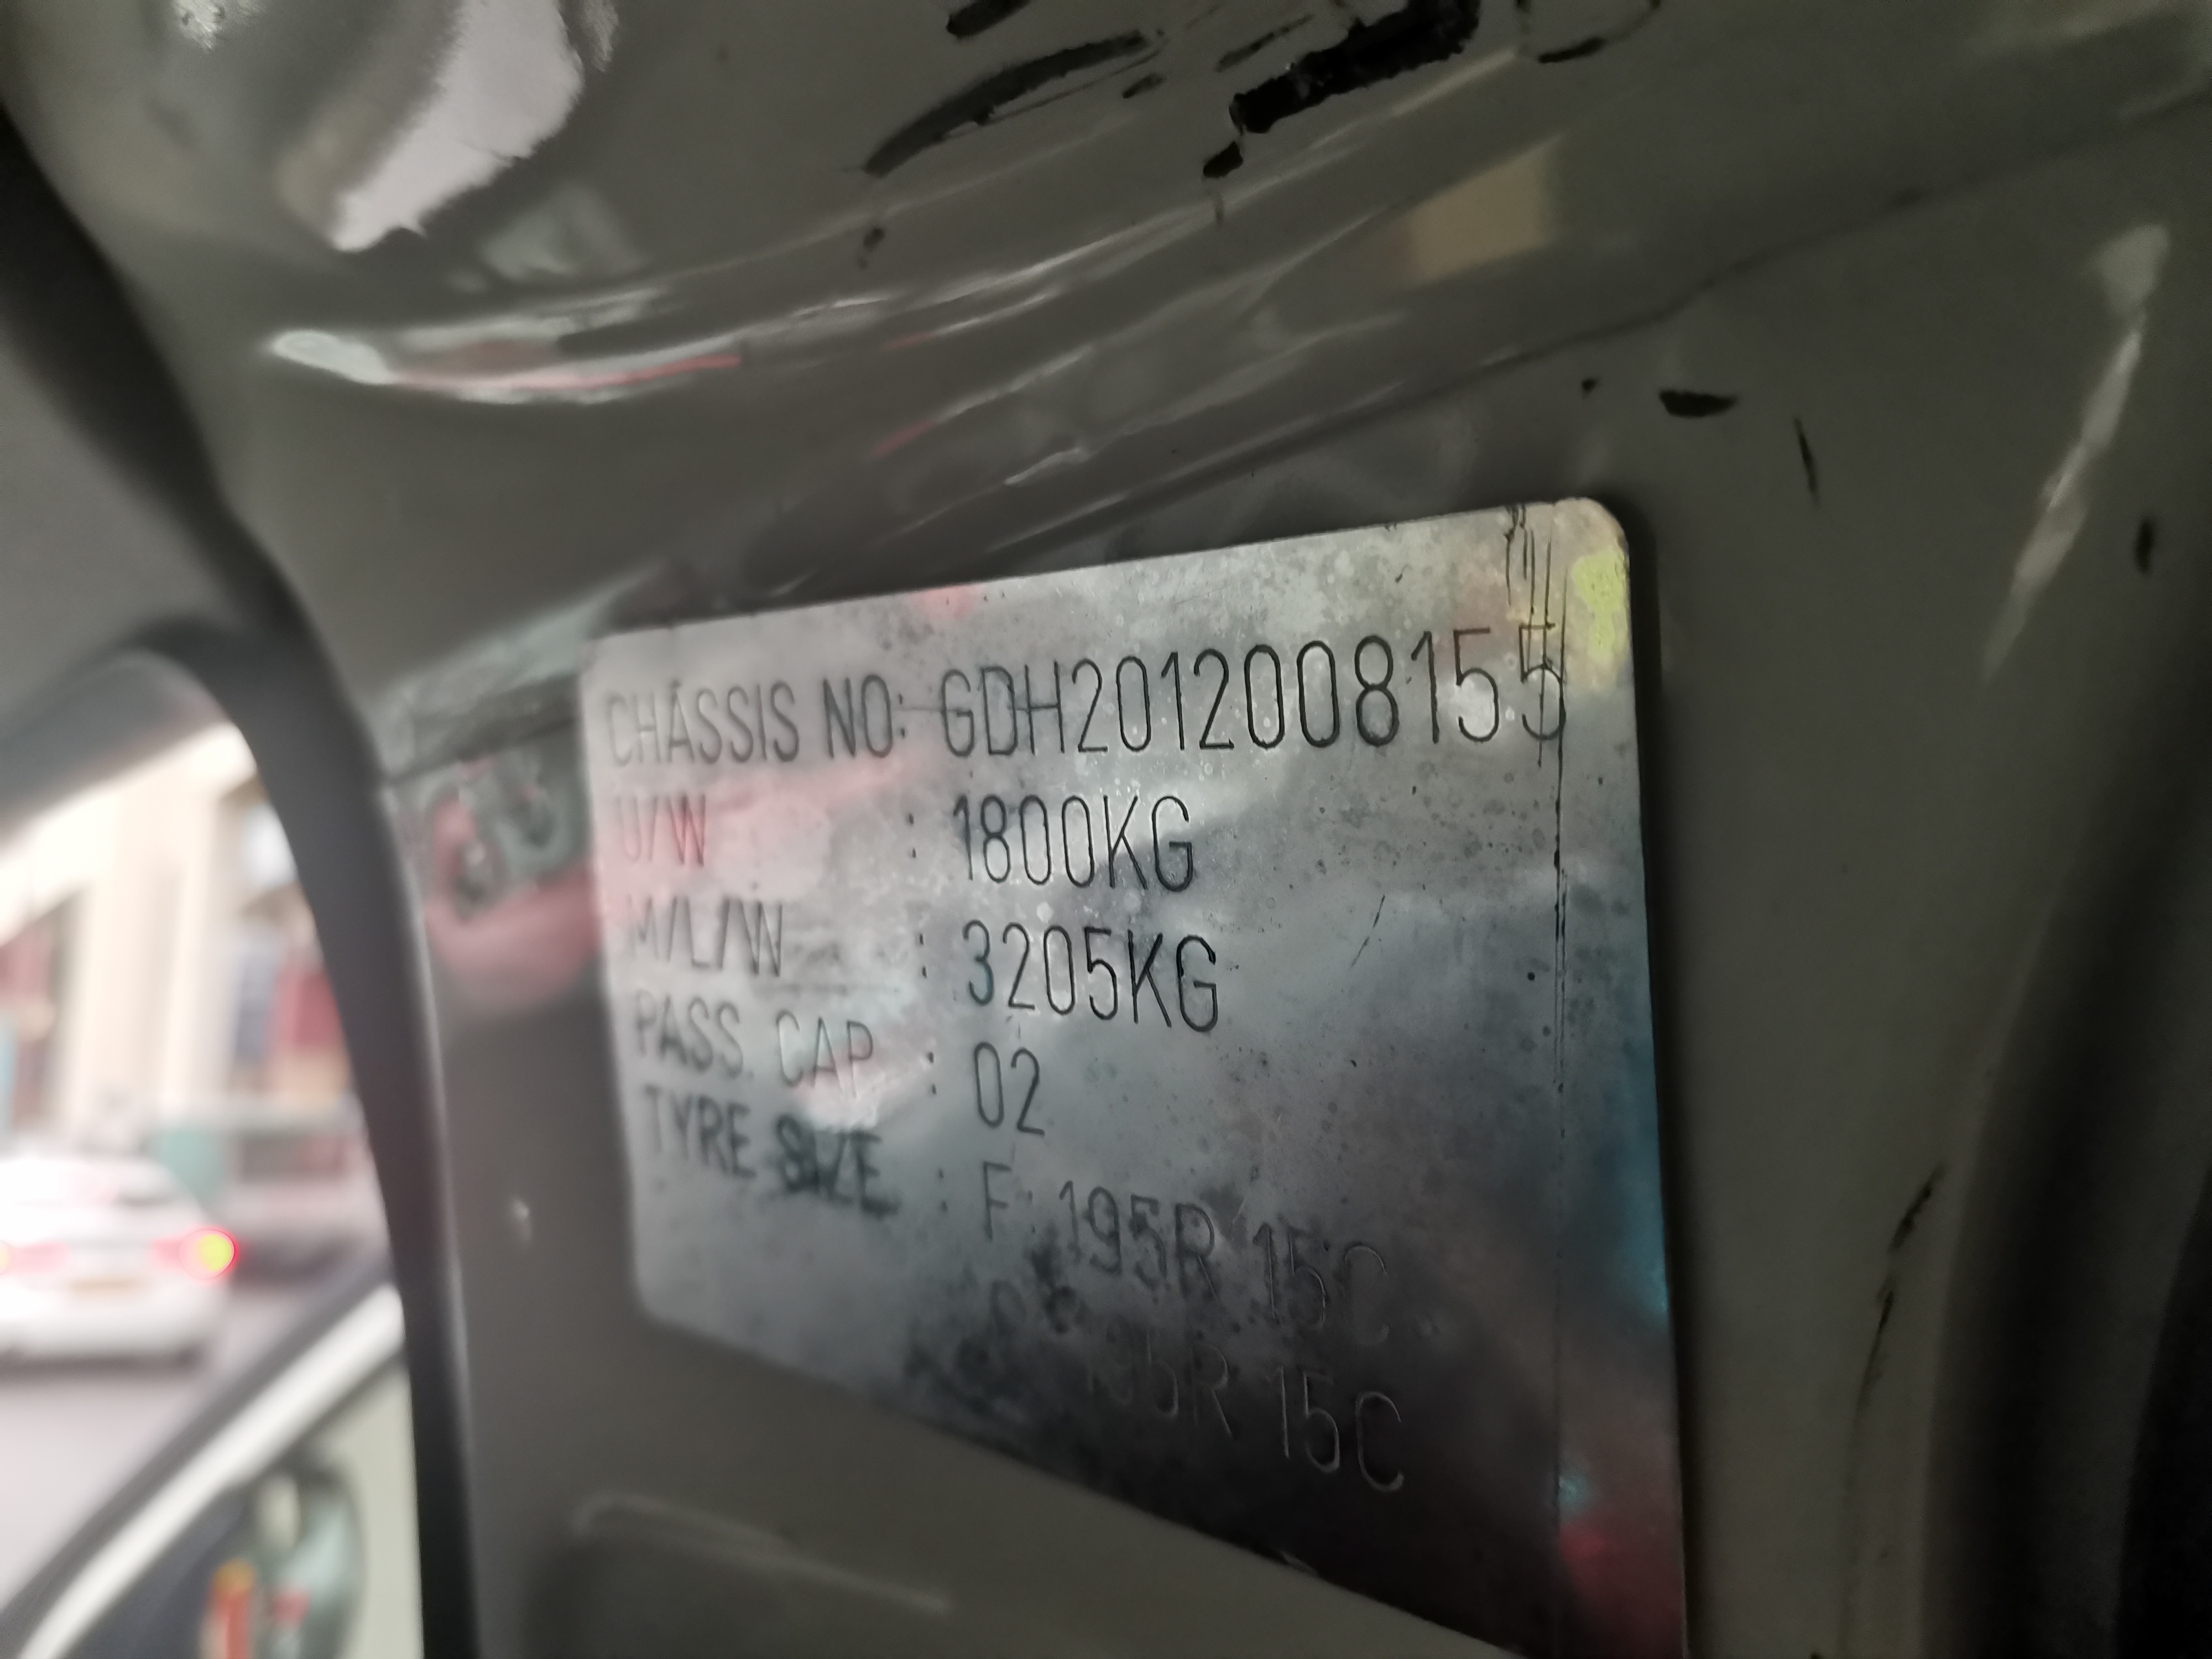 CHASSIS NO: GDH2012008155
U/W : 1800KG
M/L/W : 3205KG
PASS. CAP : 02
TYRE SIZE : F: 195R 15C
195R 15C